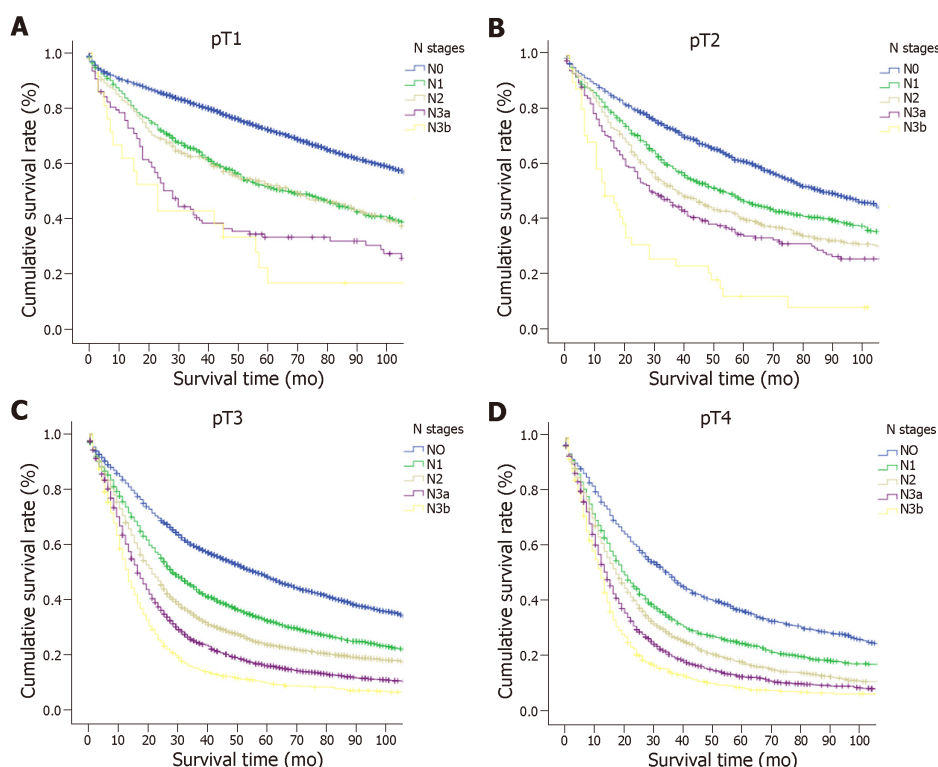 A
pT1
Cumulative survival rate (%)
1.0
0.8
0.6
0.4
0.2
0.0
0 10 20 30 40 50 60 70 80 90 100
Survival time (mo)
N stages
N0
N1
N2
N3a
N3b
B
pT2
Cumulative survival rate (%)
1.0
0.8
0.6
0.4
0.2
0.0
0 10 20 30 40 50 60 70 80 90 100
Survival time (mo)
N stages
N0
N1
N2
N3a
N3b
C
pT3
Cumulative survival rate (%)
1.0
0.8
0.6
0.4
0.2
0.0
0 10 20 30 40 50 60 70 80 90 100
Survival time (mo)
N stages
NO
N1
N2
N3a
N3b
D
pT4
Cumulative survival rate (%)
1.0
0.8
0.6
0.4
0.2
0.0
0 10 20 30 40 50 60 70 80 90 100
Survival time (mo)
N stages
NO
N1
N2
N3a
N3b